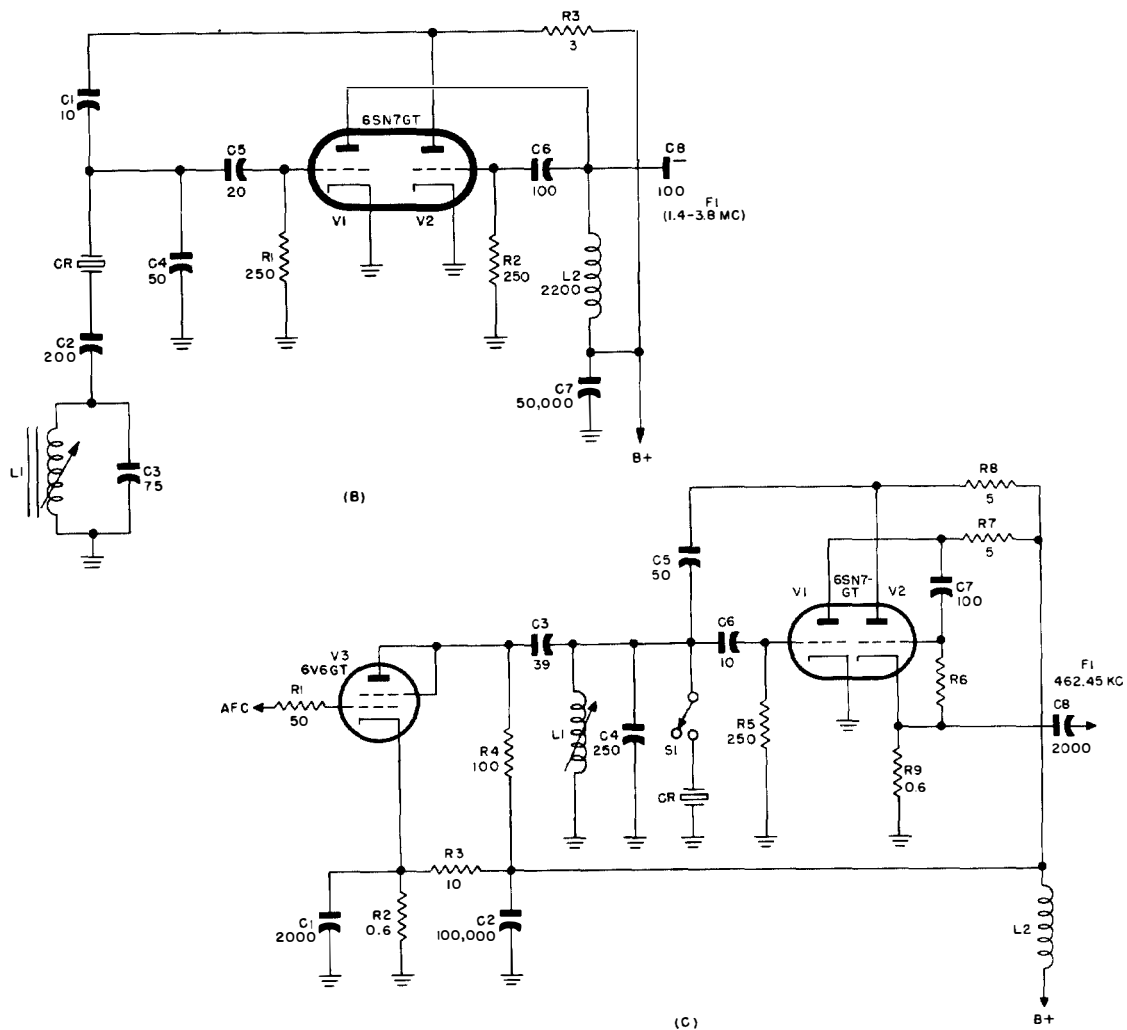 R3
3
C1
10
6SN7GT
C5
20
C6
100
C8
100
F1
(1.4-3.8 MC)
V1
V2
CR
C4
50
R1
250
R2
250
L2
2200
C2
200
C7
50,000
L1
C3
75
B+
(B)
R8
5
R7
5
C5
50
V1
6SN7-
GT
V2
C7
100
C3
39
C6
10
V3
6V6GT
R1
50
AFC
R4
100
L1
C4
250
S1
R5
250
R6
F1
462.45 KC
C8
2000
CR
R9
0.6
R3
10
C1
2000
R2
0.6
C2
100,000
L2
B+
(C)